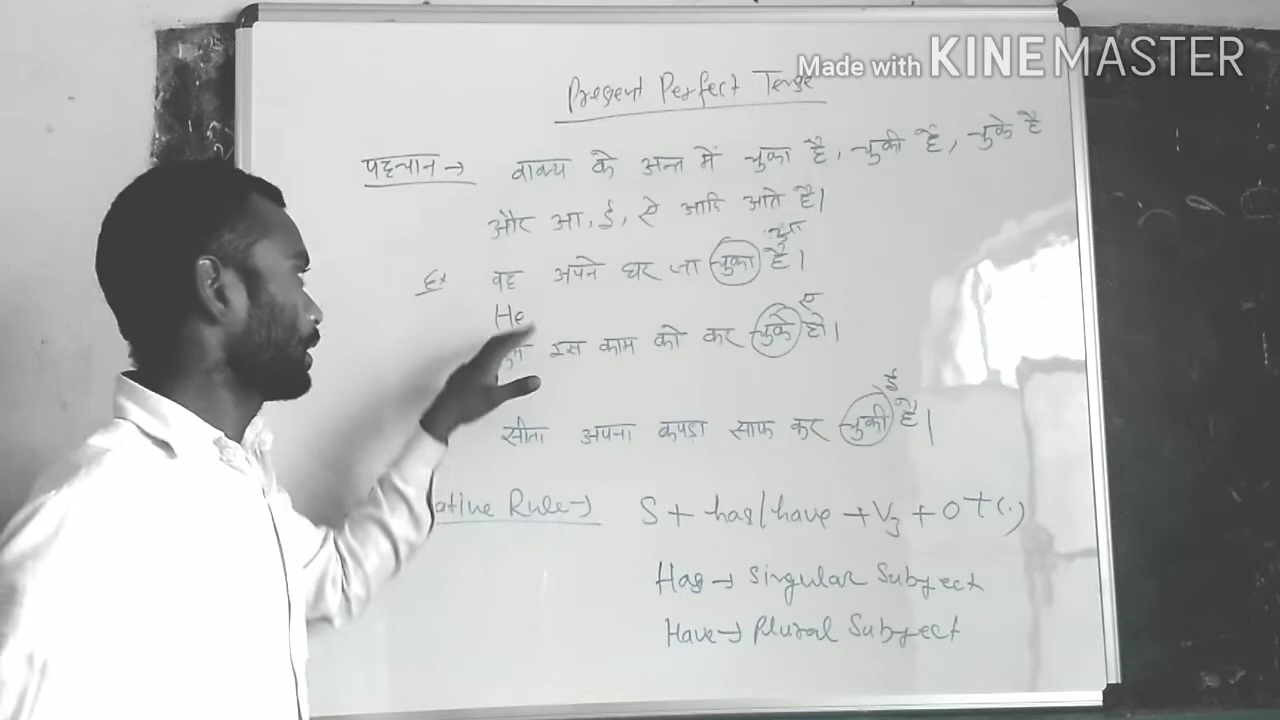 Made with KINEMASTER
Present Perfect Tense
पहचान → वाक्य के अन्त में चुका है, चुकी है, चुके है
और आ, ई, ऐ आदि आते है।
आ
Ex वह अपने घर जा चुका है।
He
ए
इस काम को कर चुके हो।
ई
सीता अपना कपड़ा साफ कर चुकी है।
ative Rule → S + has/have + V3 + O + (.)
Has → Singular Subject
Have → Plural Subject